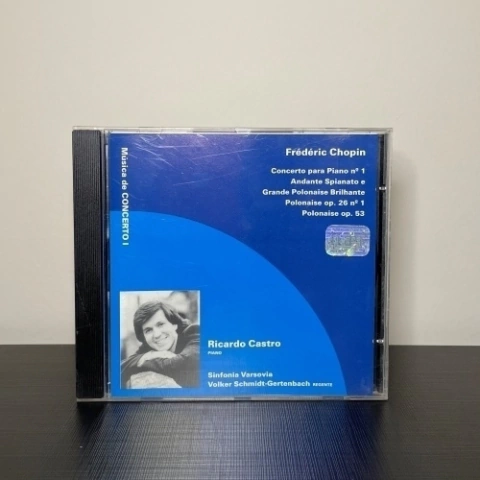 Música de CONCERTO I
Frédéric Chopin
Concerto para Piano nº 1
Andante Spianato e
Grande Polonaise Brilhante
Polonaise op. 26 nº 1
Polonaise op. 53
Ricardo Castro
PIANO
Sinfonia Varsovia
Volker Schmidt-Gertenbach REGENTE